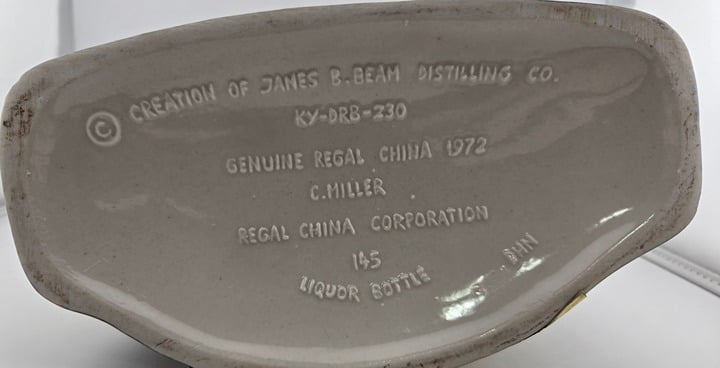 © CREATION OF JAMES B. BEAM DISTILLING CO.
KY-DRB-230
GENUINE REGAL CHINA 1972
C. MILLER
REGAL CHINA CORPORATION
145
LIQUOR BOTTLE